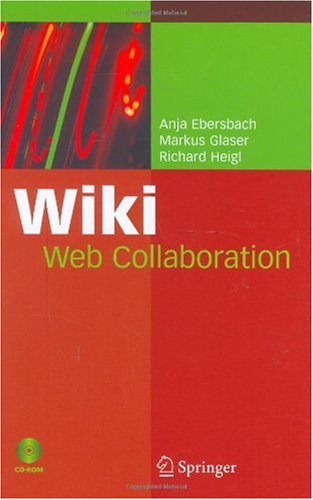 Anja Ebersbach
Markus Glaser
Richard Heigl
Wiki
Web Collaboration
CD-ROM
Springer